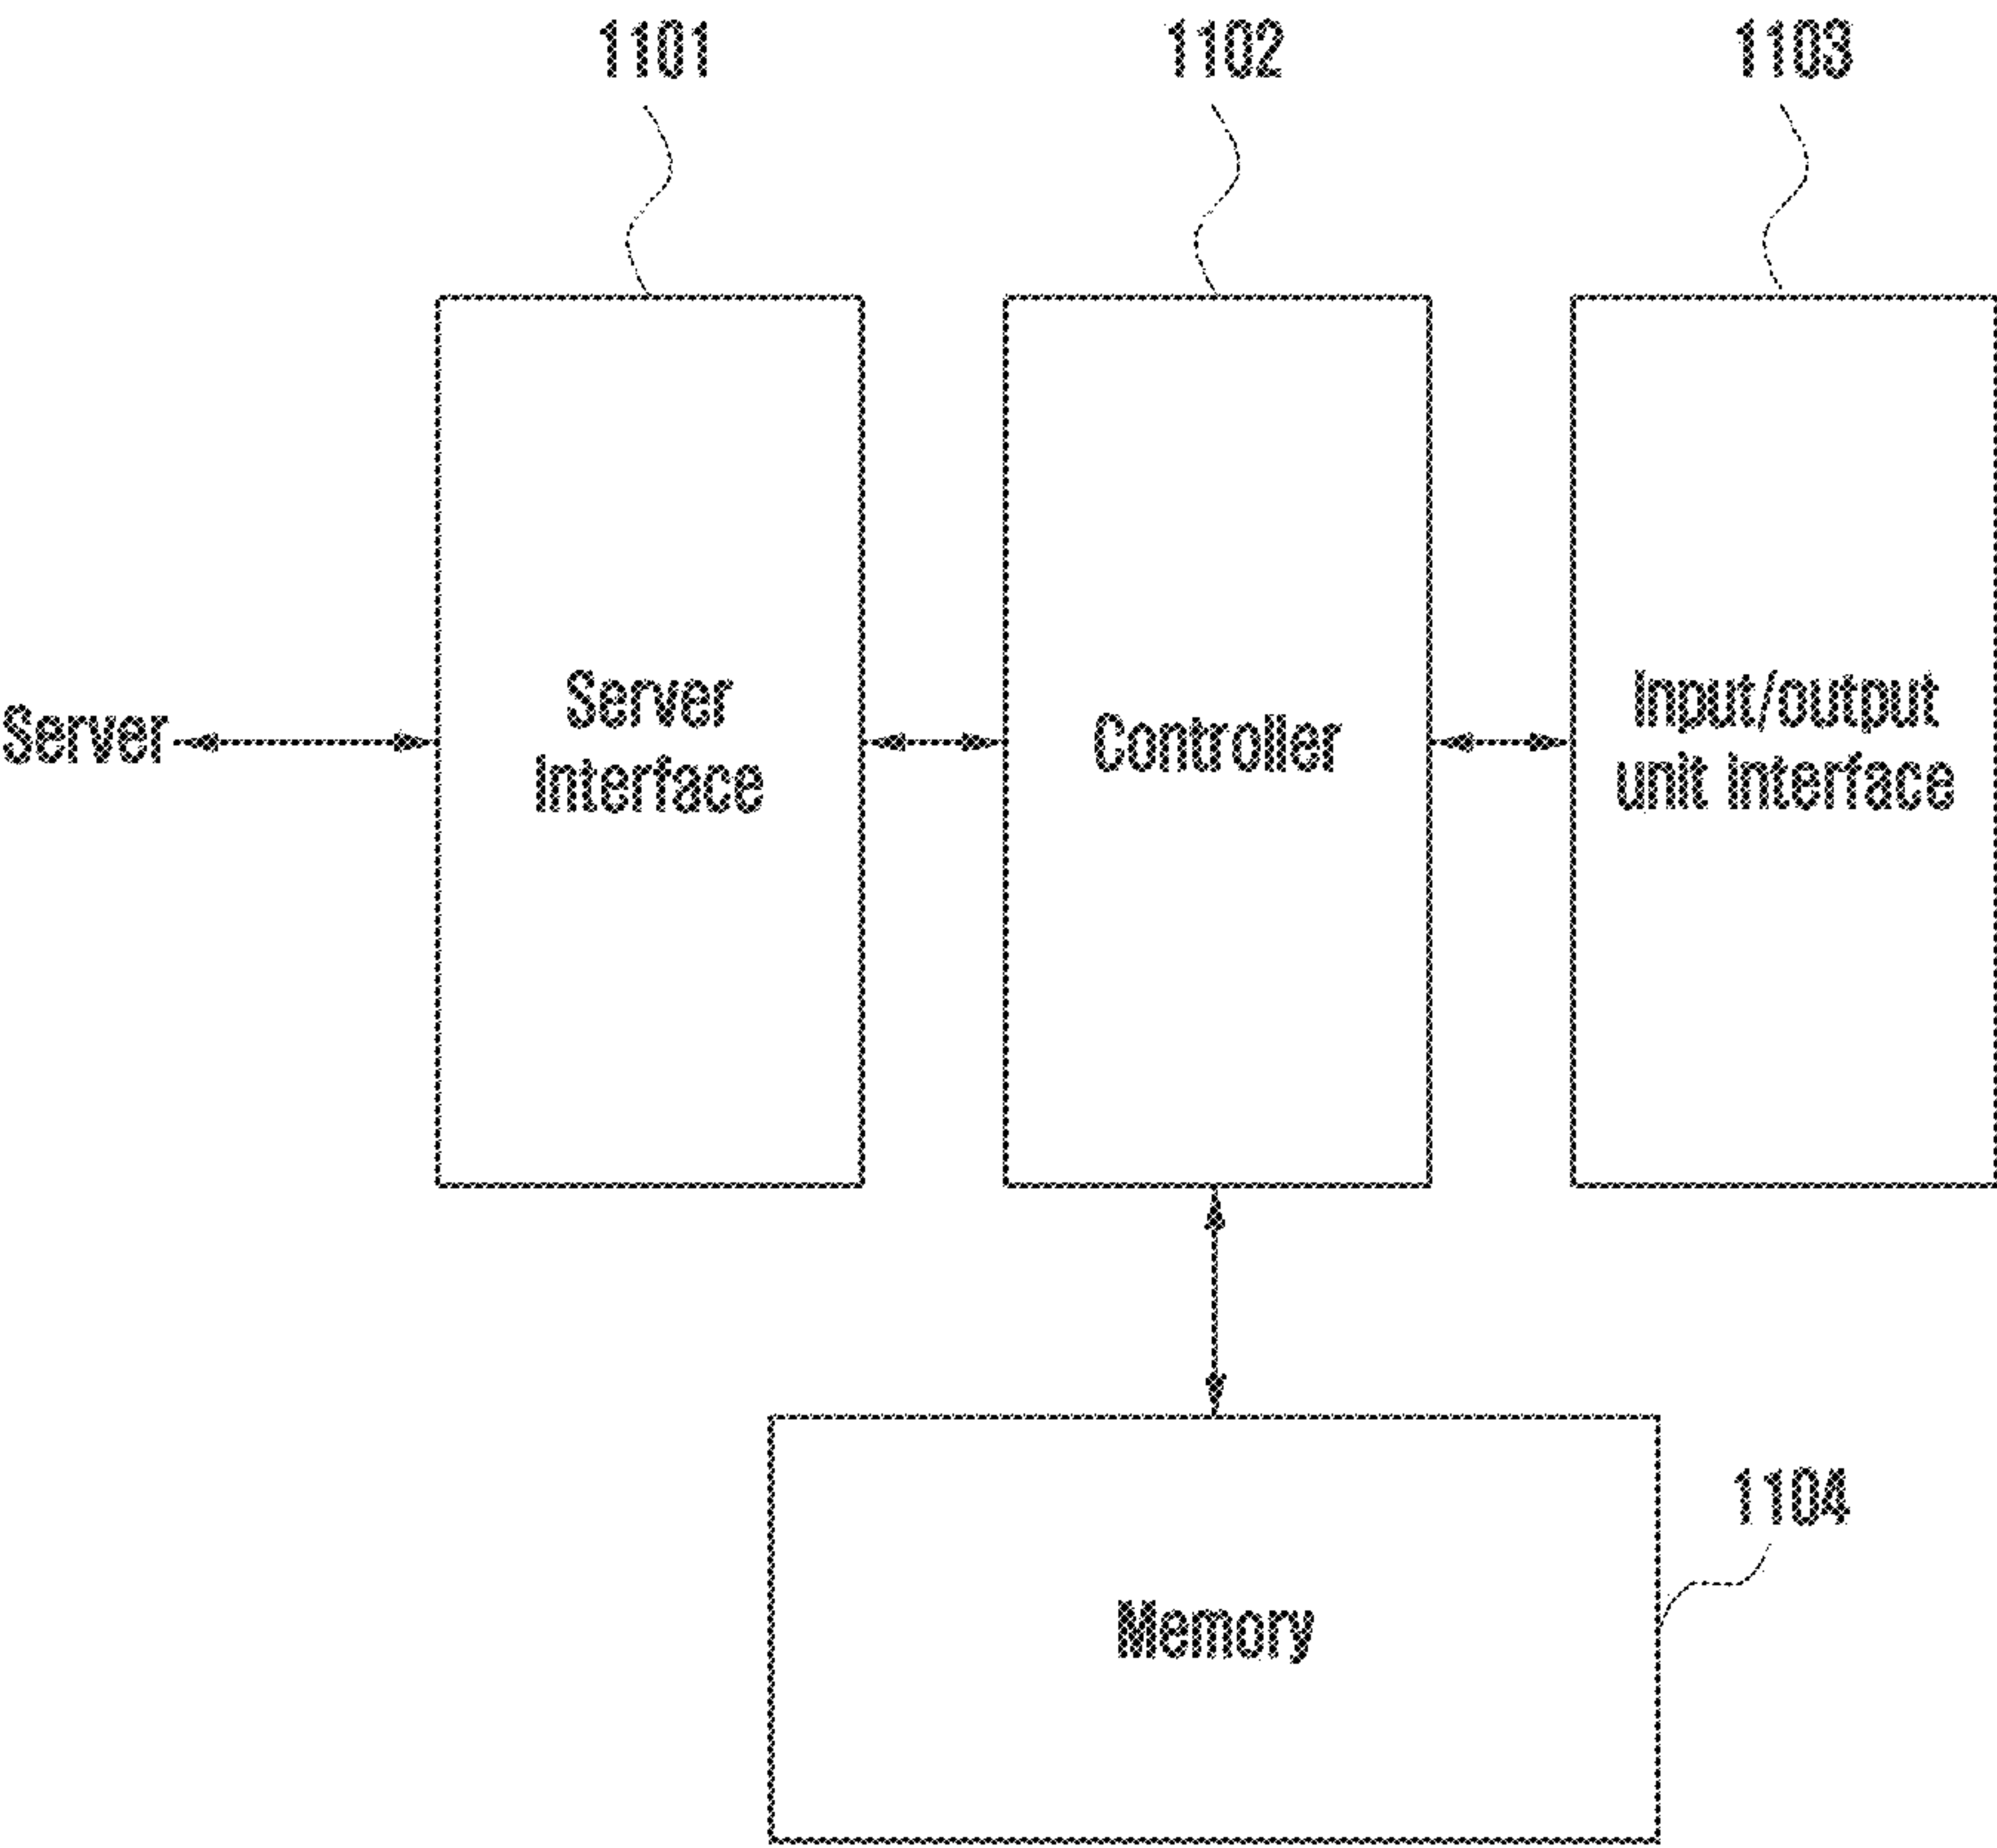 1101
1102
1103
Server
Server
interface
Controller
Input/output
unit interface
1104
Memory